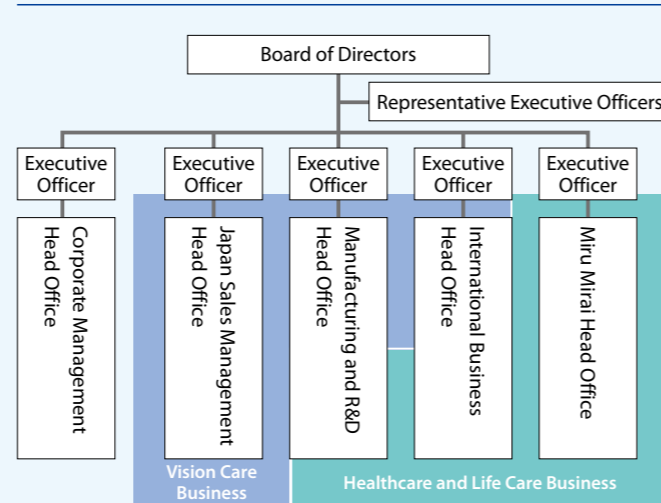 Board of Directors
Representative Executive Officers
Executive
Officer
Executive
Officer
Executive
Officer
Executive
Officer
Executive
Officer
Corporate Management
Head Office
Japan Sales Management
Head Office
Manufacturing and R&D
Head Office
International Business
Head Office
Miru Mirai Head Office
Vision Care
Business
Healthcare and Life Care Business